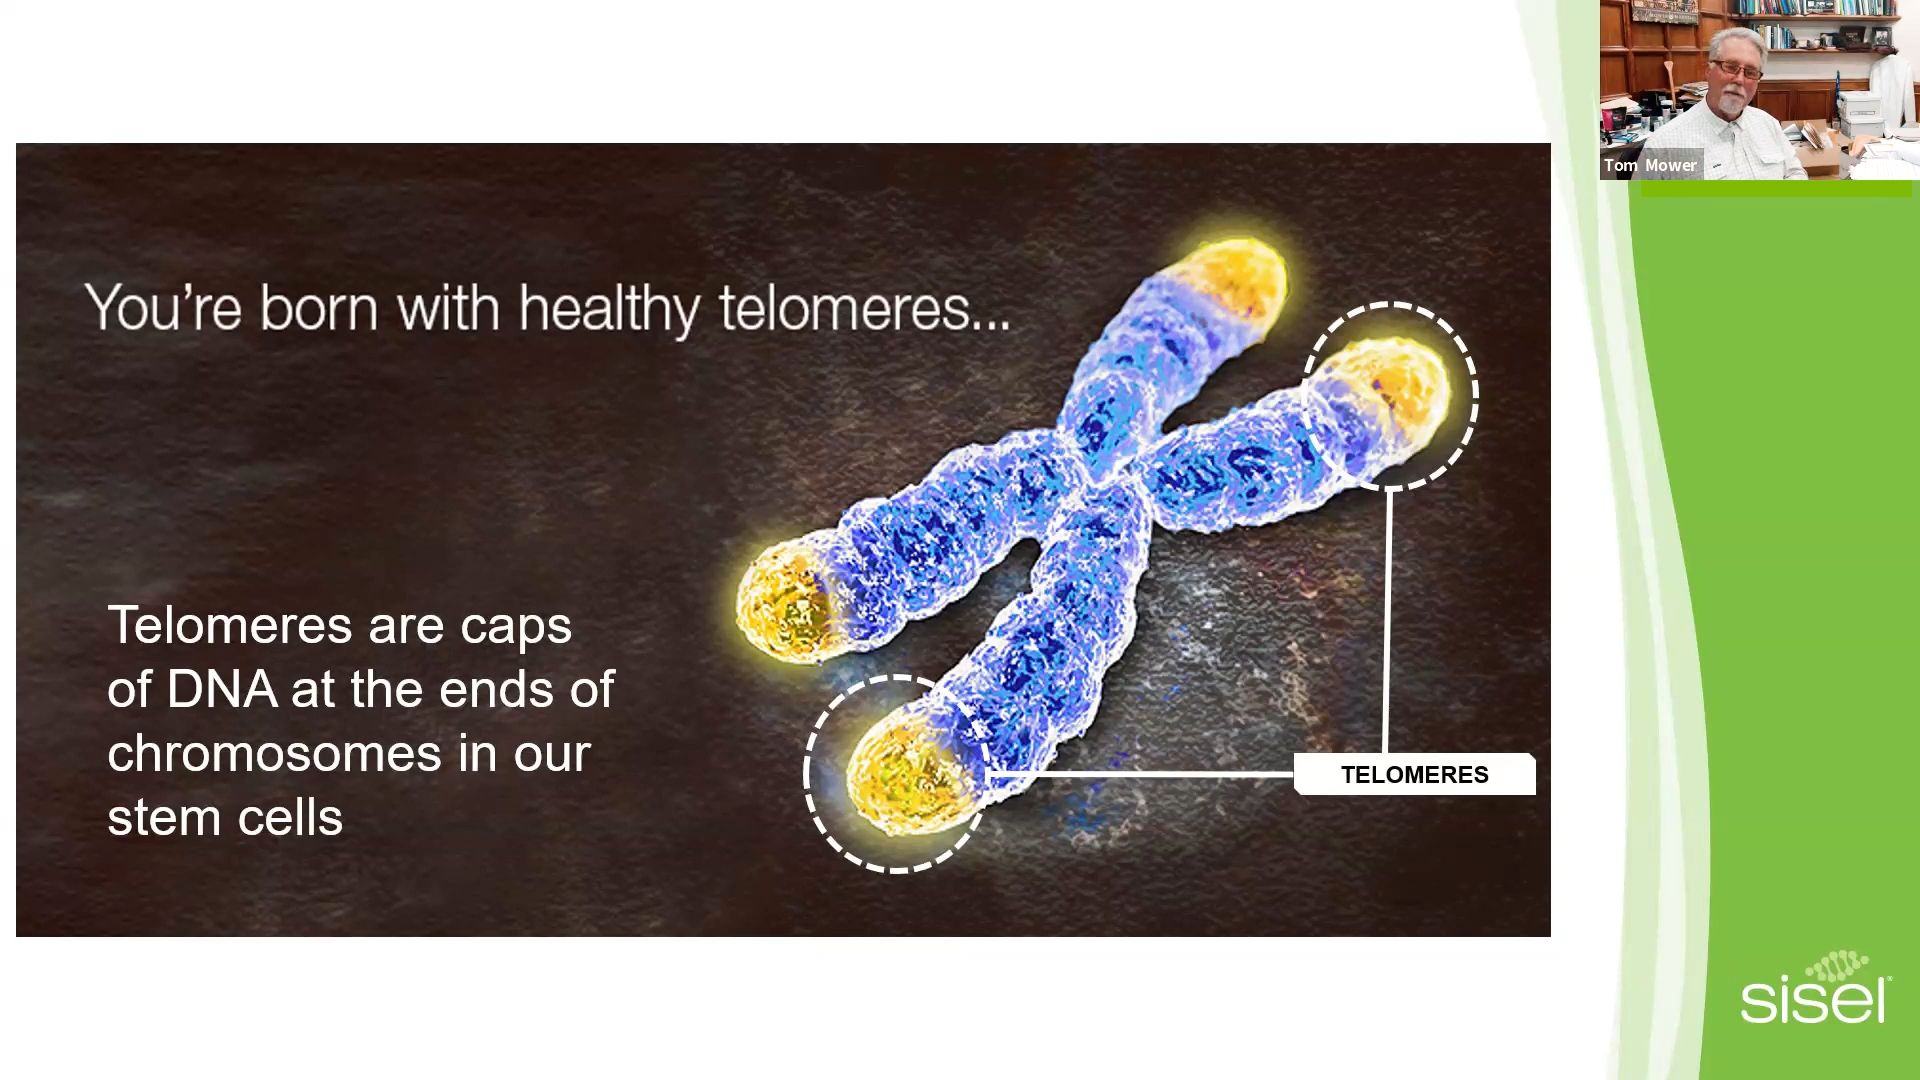 Tom Mower
You're born with healthy telomeres...
Telomeres are caps
of DNA at the ends of
chromosomes in our
stem cells
TELOMERES
sisel®